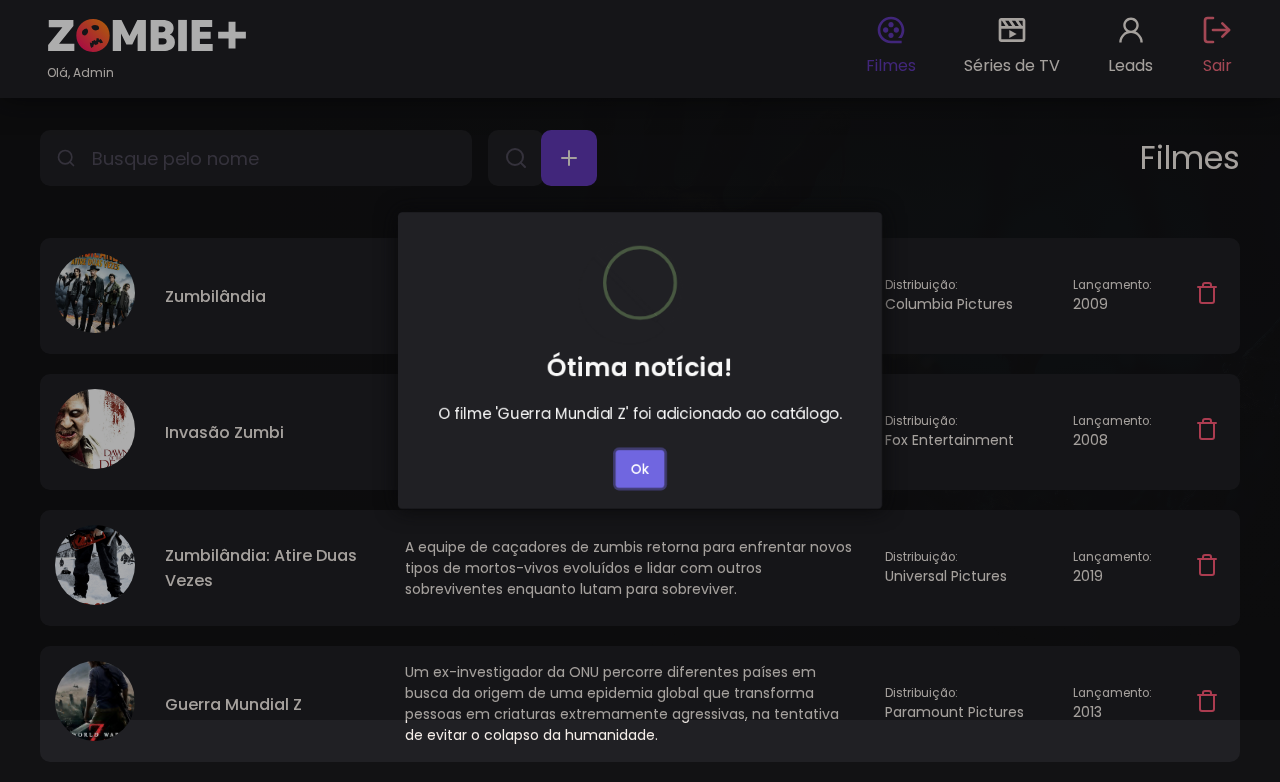 ZOMBIE+
Olá, Admin
Filmes
Séries de TV
Leads
Sair
Busque pelo nome
Filmes
Zumbilândia
Distribuição:
Columbia Pictures
Lançamento:
2009
Ótima notícia!
O filme 'Guerra Mundial Z' foi adicionado ao catálogo.
Ok
Invasão Zumbi
Distribuição:
Fox Entertainment
Lançamento:
2008
Zumbilândia: Atire Duas
Vezes
A equipe de caçadores de zumbis retorna para enfrentar novos
tipos de mortos-vivos evoluídos e lidar com outros
sobreviventes enquanto lutam para sobreviver.
Distribuição:
Universal Pictures
Lançamento:
2019
Guerra Mundial Z
Um ex-investigador da ONU percorre diferentes países em
busca da origem de uma epidemia global que transforma
pessoas em criaturas extremamente agressivas, na tentativa
de evitar o colapso da humanidade.
Distribuição:
Paramount Pictures
Lançamento:
2013